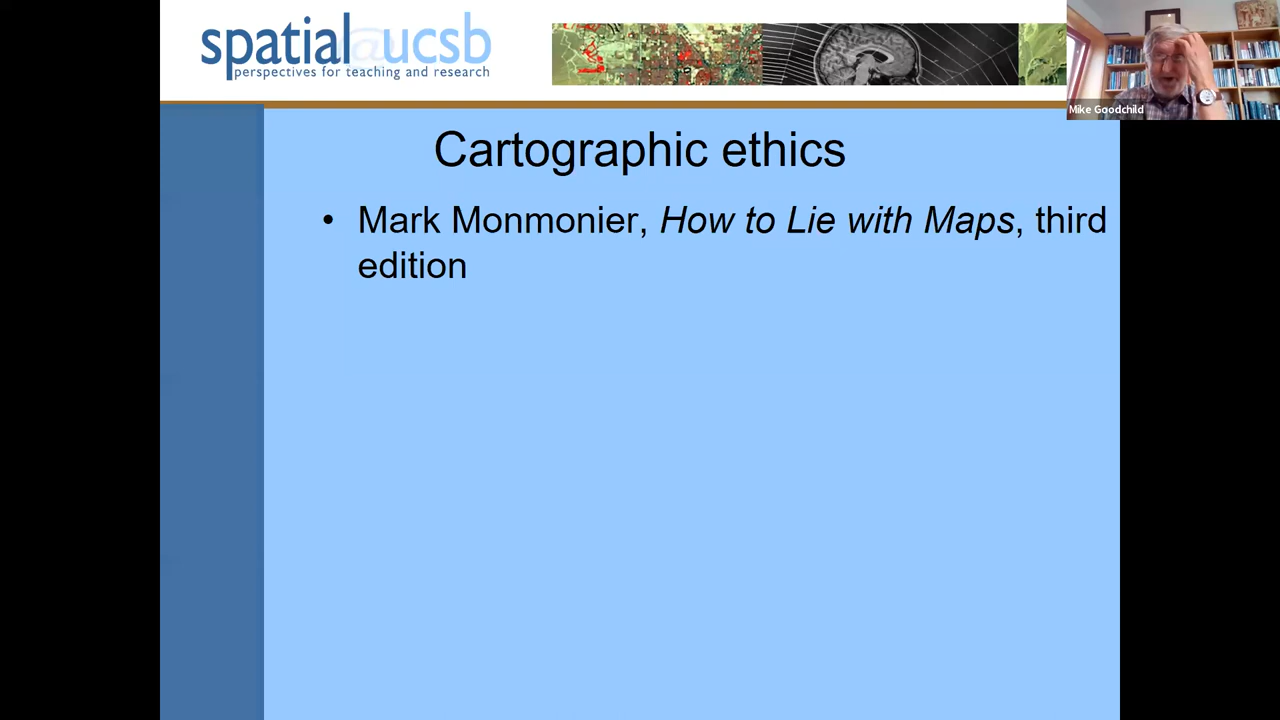 spatial@ucsb
perspectives for teaching and research
Mike Goodchild
Cartographic ethics
• Mark Monmonier, How to Lie with Maps, third
edition